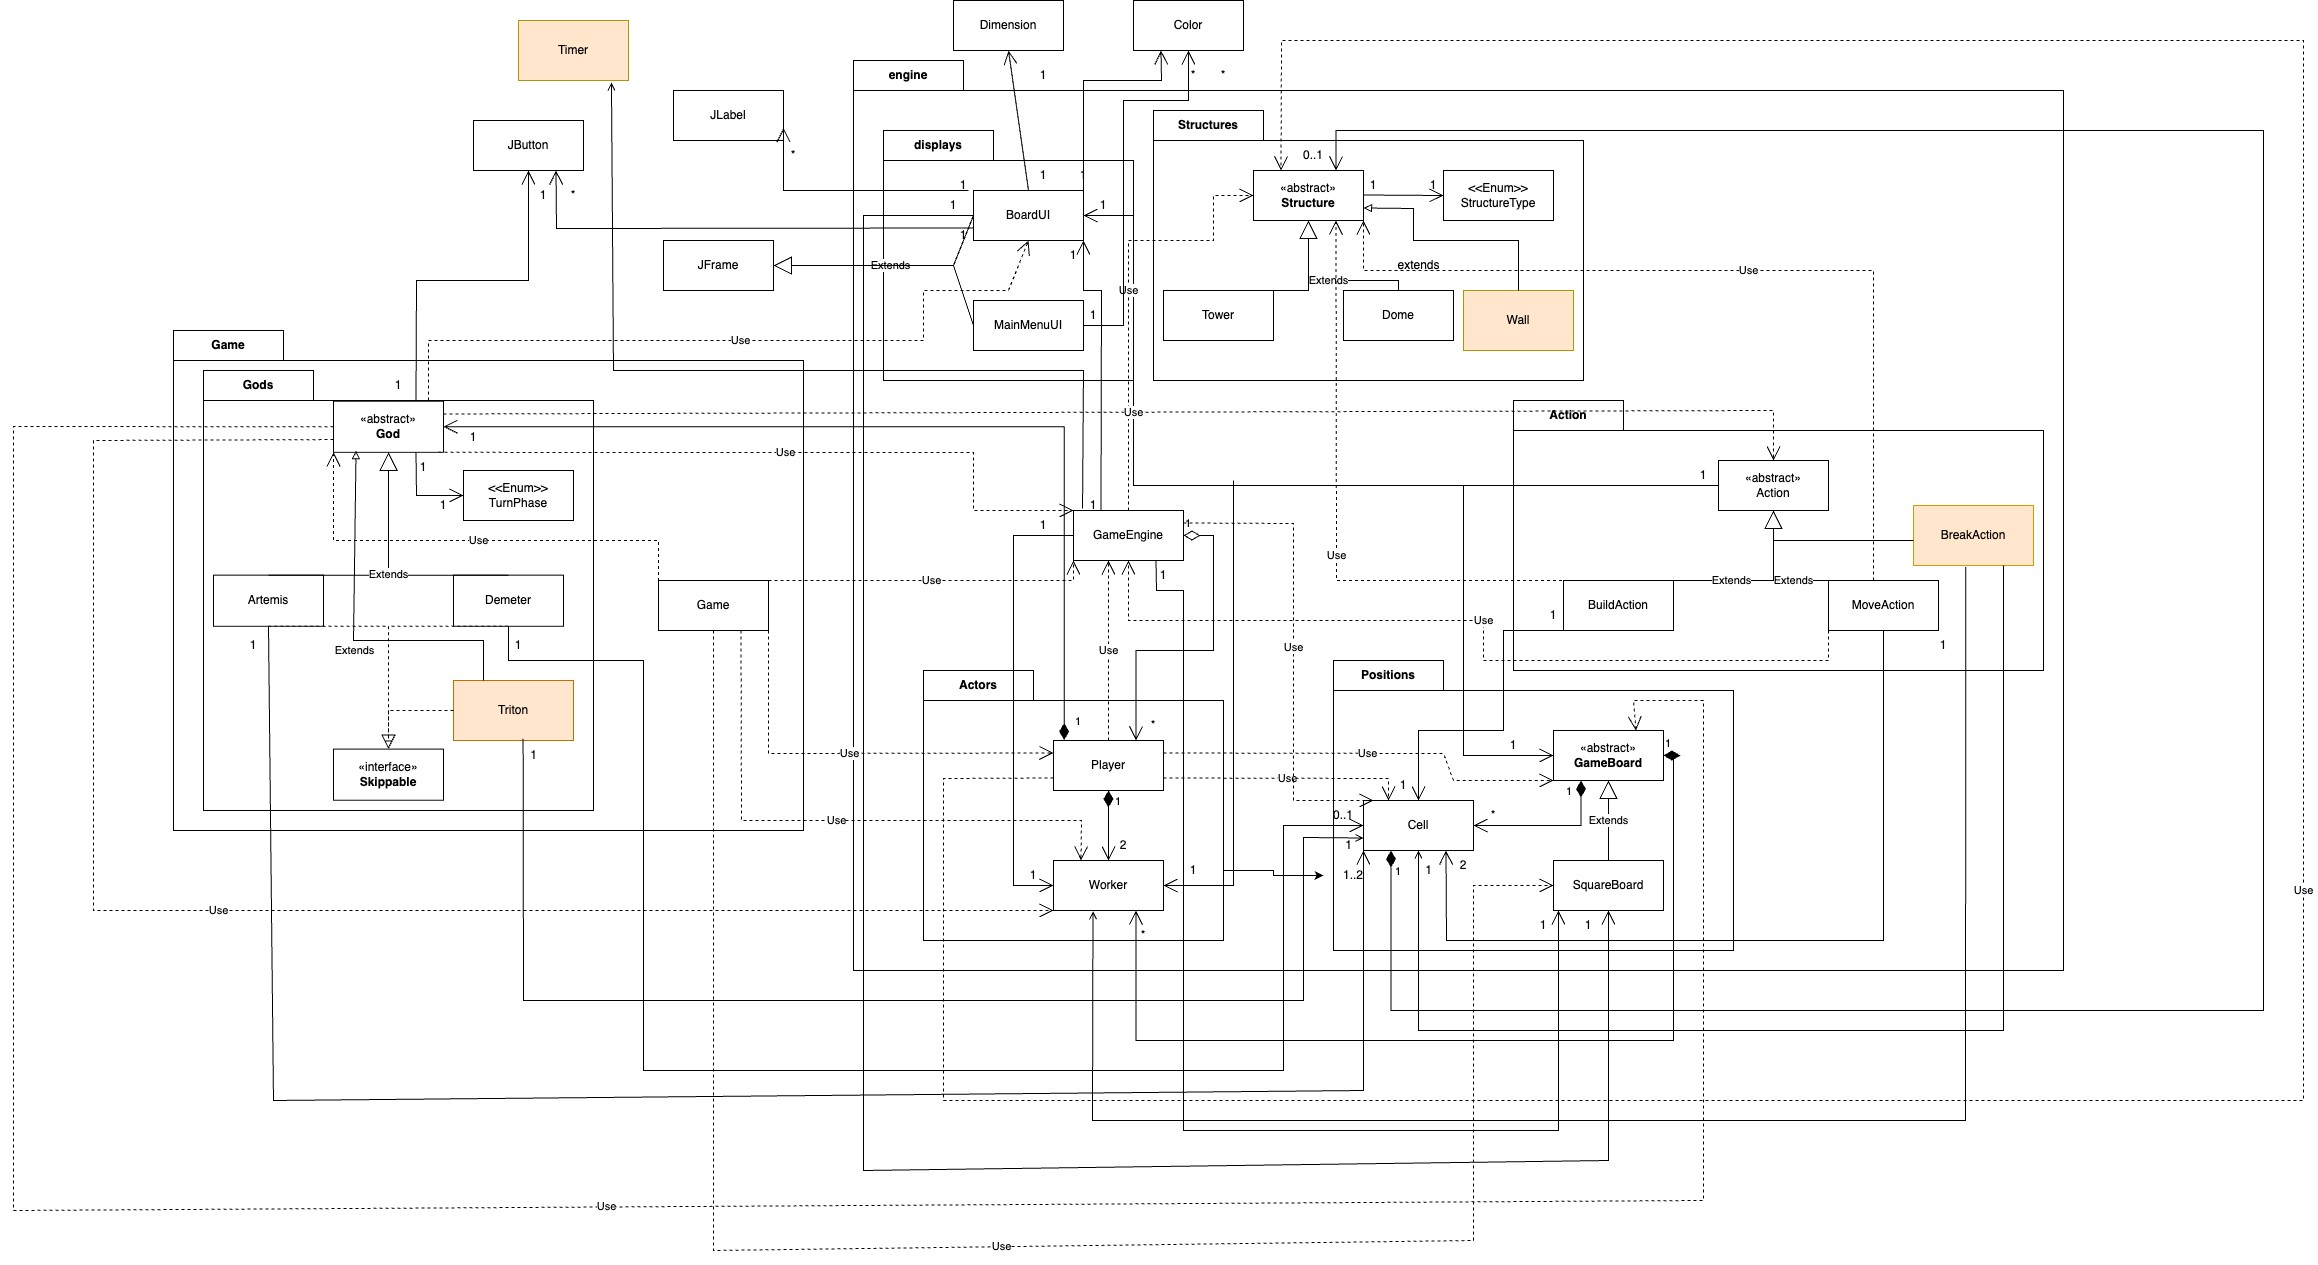 Dimension
Color
Timer
1
*
*
engine
JLabel
Structures
JButton
displays
*
0..1
1
*
1
1
1
1
«abstract»
Structure
1
1
<<Enum>>
StructureType
1
BoardUI
1
1
1
JFrame
Extends
extends
Use
Use
Extends
Tower
Dome
Wall
1
MainMenuUI
Use
Game
Gods
1
«abstract»
God
1
Use
Action
Use
1
1
<<Enum>>
TurnPhase
1
«abstract»
Action
1
1
1
GameEngine
BreakAction
Use
Use
Extends
Use
Extends
Extends
Artemis
Demeter
Game
1
BuildAction
MoveAction
1
Use
1
1
Extends
Use
Use
1
Actors
Positions
Triton
1
*
1
1
«abstract»
GameBoard
1
Use
Use
Player
Use
«interface»
Skippable
1
1
1
*
0..1
Use
Cell
Extends
2
1
1
1
1..2
1
1
2
Worker
SquareBoard
Use
Use
1
1
*
Use
Use